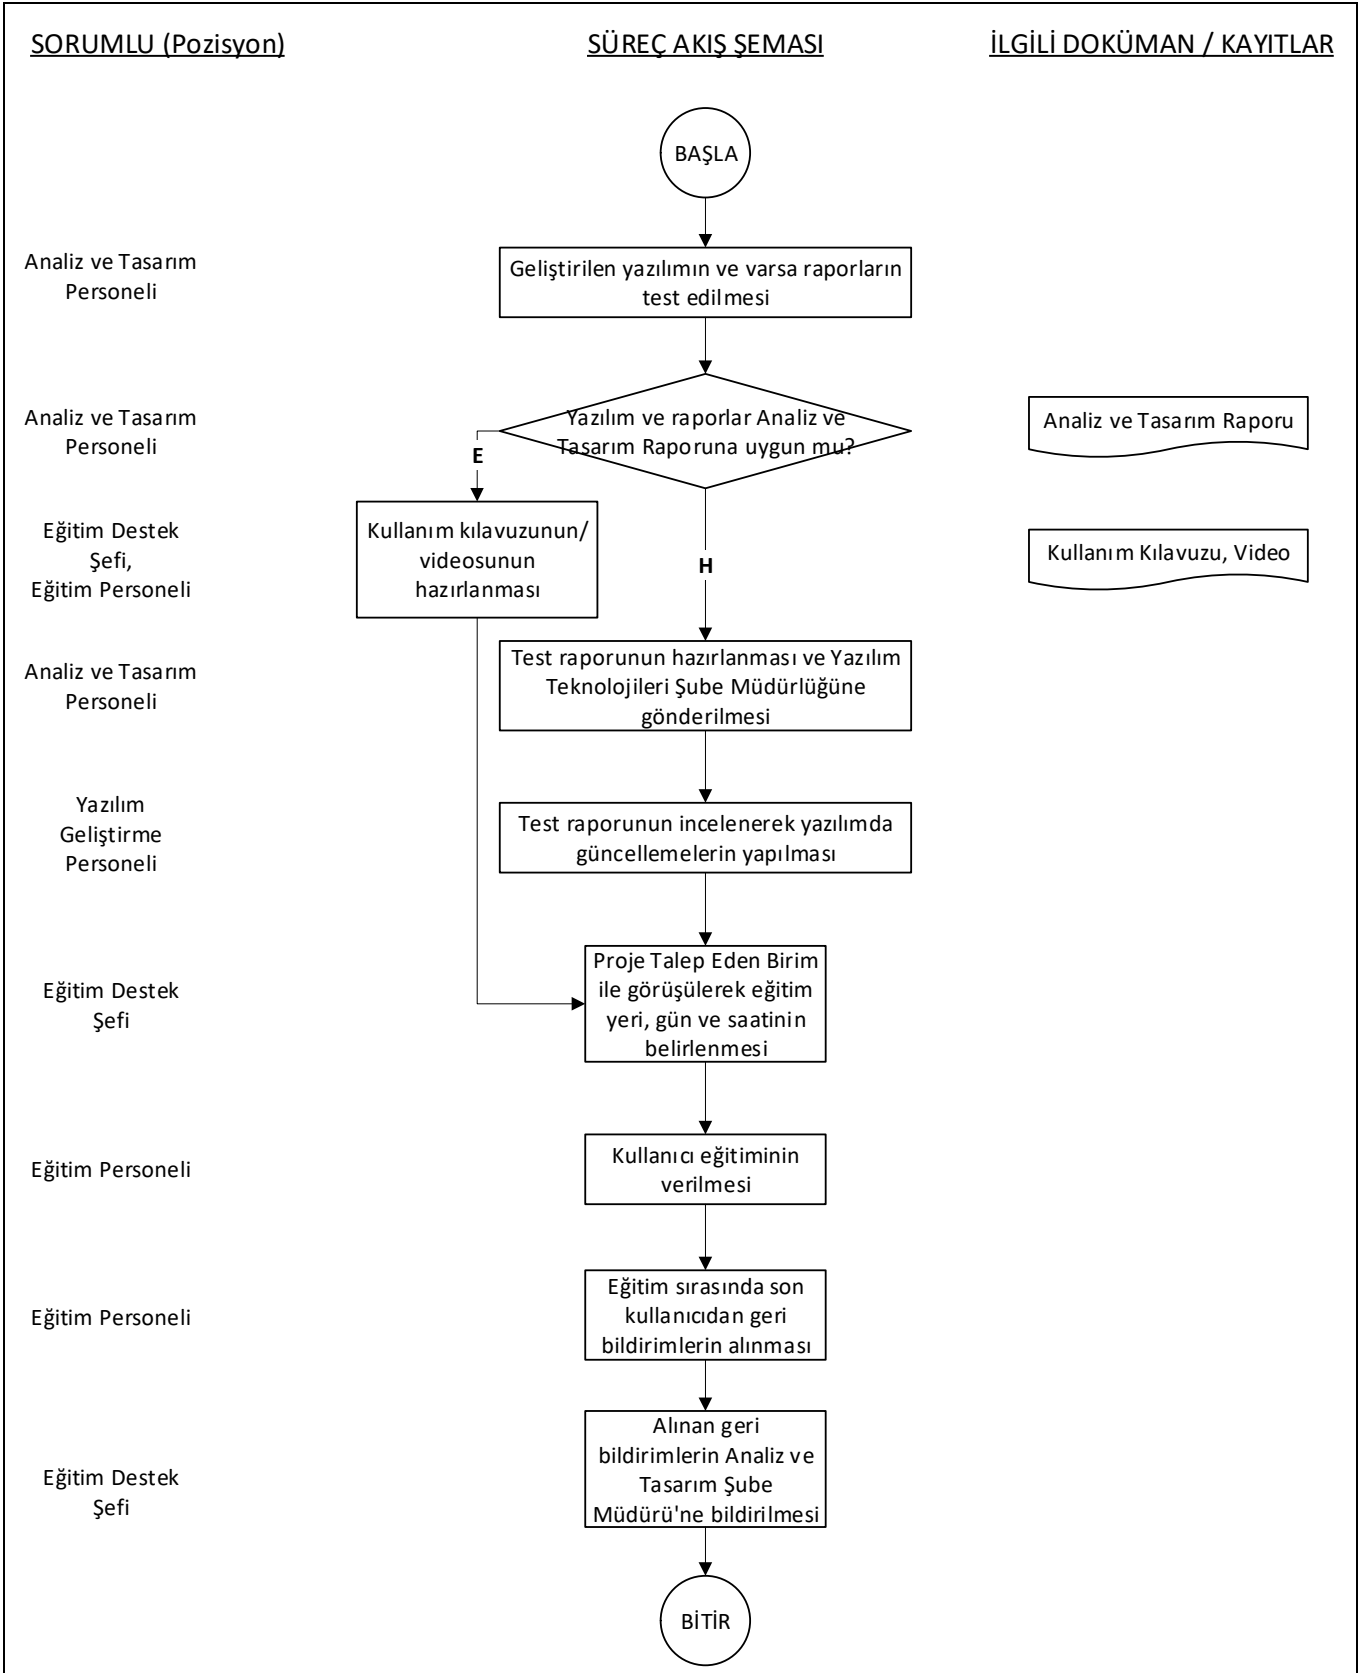 SORUMLU (Pozisyon)
SÜREÇ AKIŞ ŞEMASI
İLGİLİ DOKÜMAN / KAYITLAR
BAŞLA
Analiz ve Tasarım
Personeli
Geliştirilen yazılımın ve varsa raporların
test edilmesi
Analiz ve Tasarım
Personeli
Yazılım ve raporlar Analiz ve
Tasarım Raporuna uygun mu?
Analiz ve Tasarım Raporu
E
Eğitim Destek
Şefi,
Eğitim Personeli
Kullanım kılavuzunun/
videosunun
hazırlanması
H
Kullanım Kılavuzu, Video
Analiz ve Tasarım
Personeli
Test raporunun hazırlanması ve Yazılım
Teknolojileri Şube Müdürlüğüne
gönderilmesi
Yazılım
Geliştirme
Personeli
Test raporunun incelenerek yazılımda
güncellemelerin yapılması
Eğitim Destek
Şefi
Proje Talep Eden Birim
ile görüşülerek eğitim
yeri, gün ve saatinin
belirlenmesi
Eğitim Personeli
Kullanıcı eğitiminin
verilmesi
Eğitim Personeli
Eğitim sırasında son
kullanıcıdan geri
bildirimlerin alınması
Eğitim Destek
Şefi
Alınan geri
bildirimlerin Analiz ve
Tasarım Şube
Müdürü'ne bildirilmesi
BİTİR